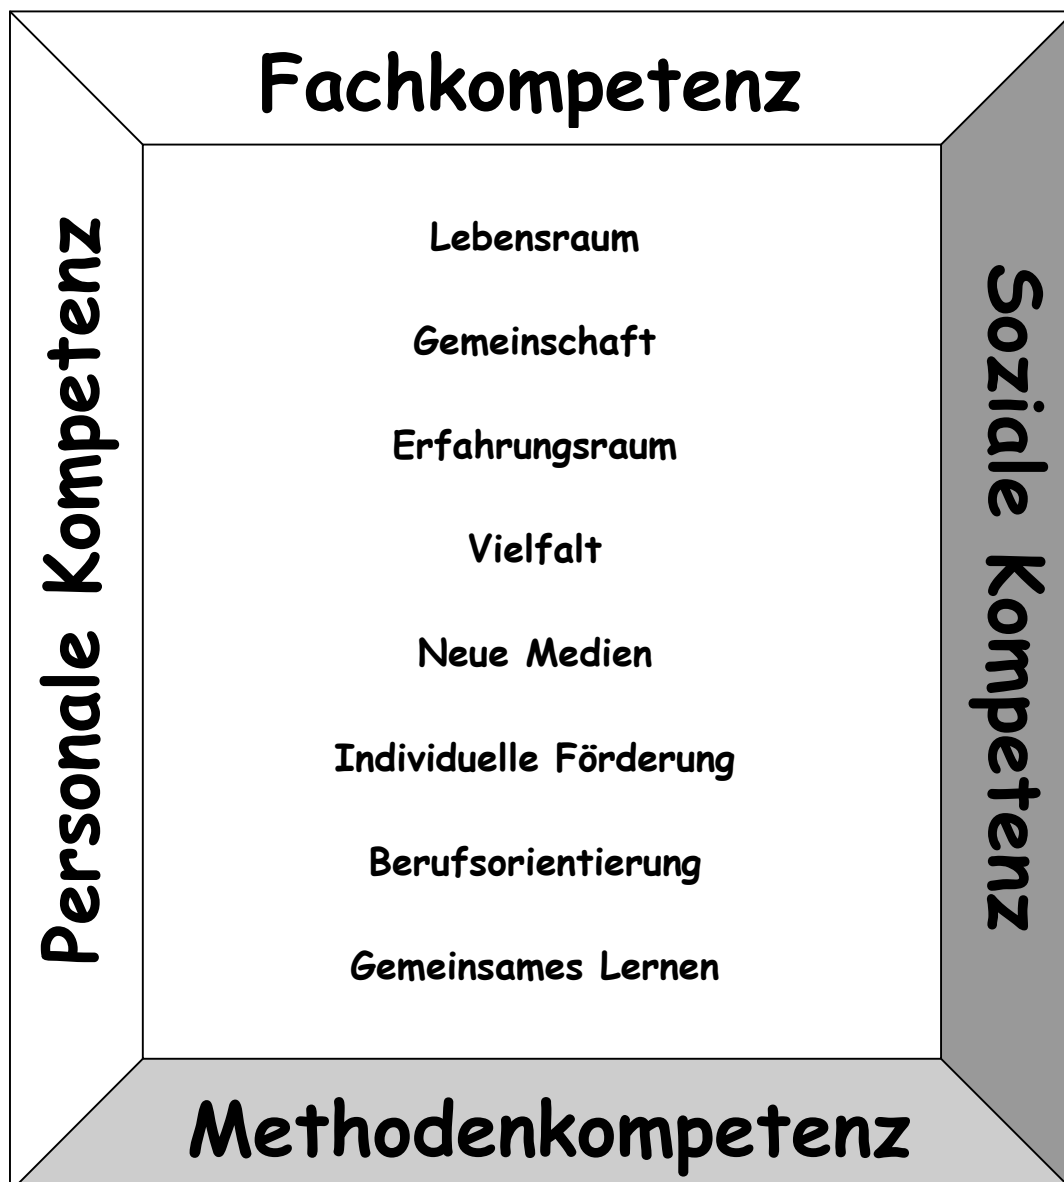 Fachkompetenz
Personale Kompetenz
Lebensraum
Gemeinschaft
Erfahrungsraum
Vielfalt
Neue Medien
Individuelle Förderung
Berufsorientierung
Gemeinsames Lernen
Soziale Kompetenz
Methodenkompetenz